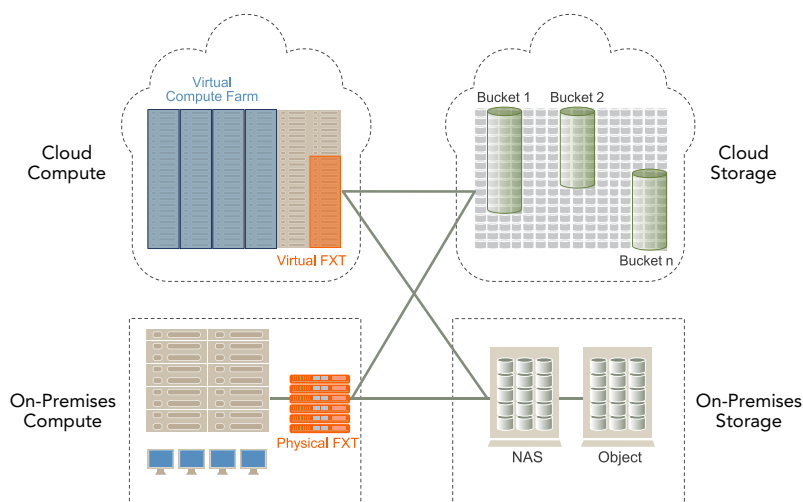 Virtual
Compute Farm
Bucket 1
Bucket 2
Cloud
Compute
Cloud
Storage
Virtual FXT
Bucket n
On-Premises
Compute
On-Premises
Storage
Physical FXT
NAS
Object